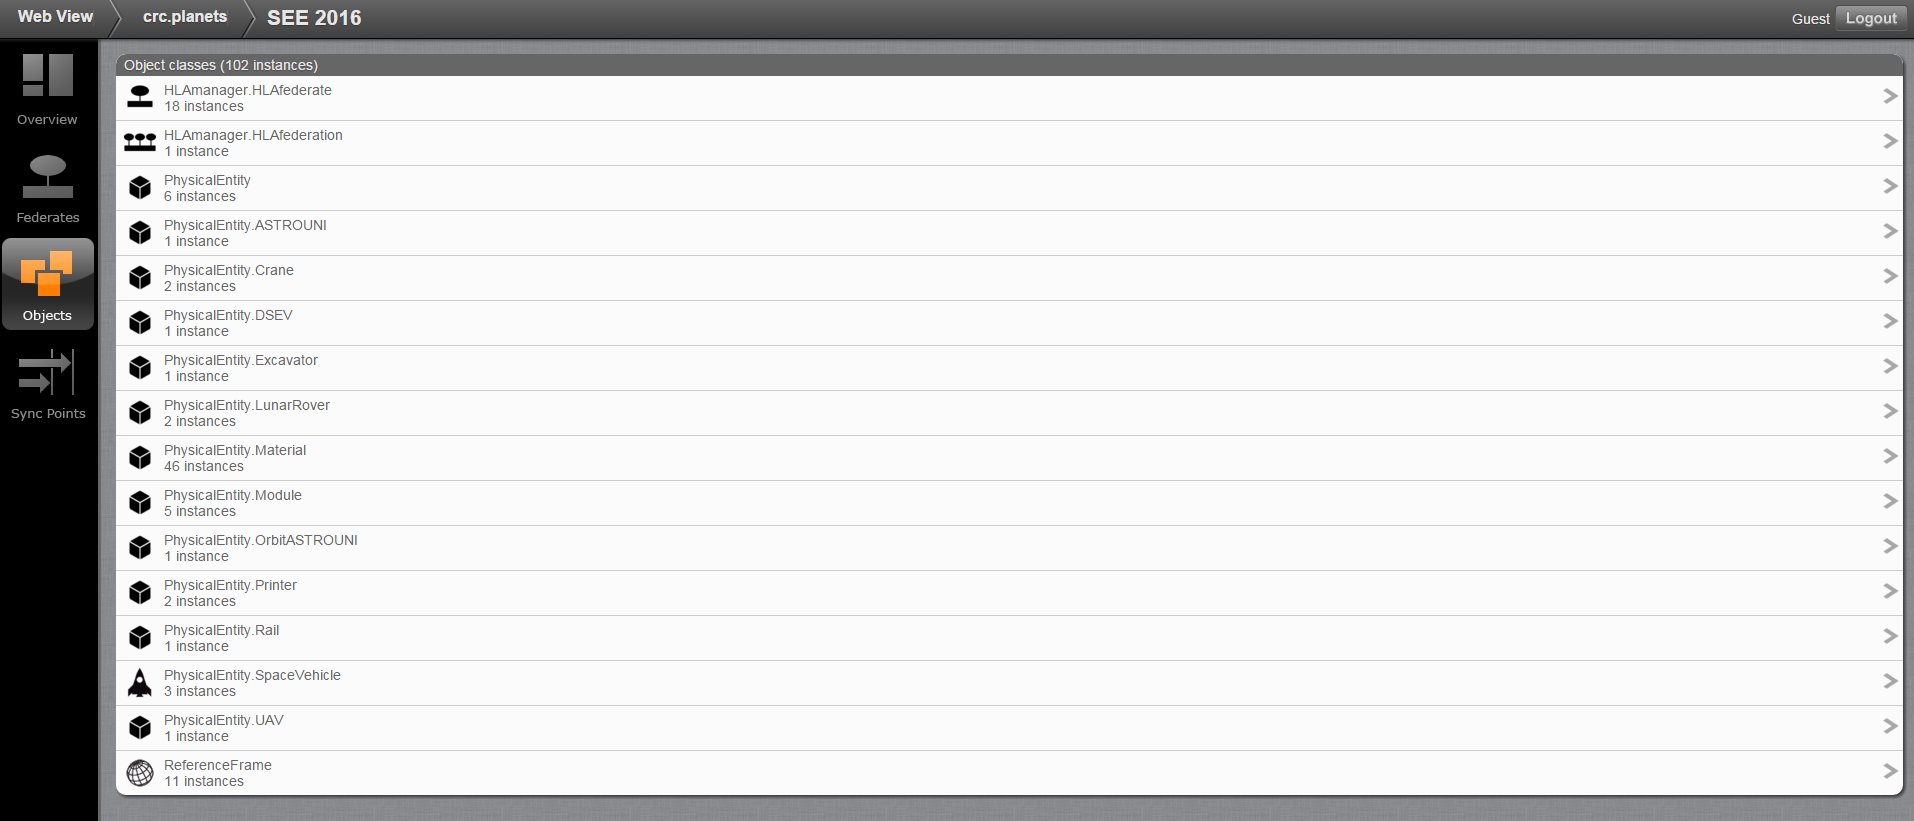 Web View
crc.planets
SEE 2016
Guest
Logout
Overview
Federates
Objects
Sync Points
Object classes (102 instances)
HLAmanager.HLAfederate
18 instances
HLAmanager.HLAfederation
1 instance
PhysicalEntity
6 instances
PhysicalEntity.ASTROUNI
1 instance
PhysicalEntity.Crane
2 instances
PhysicalEntity.DSEV
1 instance
PhysicalEntity.Excavator
1 instance
PhysicalEntity.LunarRover
2 instances
PhysicalEntity.Material
46 instances
PhysicalEntity.Module
5 instances
PhysicalEntity.OrbitASTROUNI
1 instance
PhysicalEntity.Printer
2 instances
PhysicalEntity.Rail
1 instance
PhysicalEntity.SpaceVehicle
3 instances
PhysicalEntity.UAV
1 instance
ReferenceFrame
11 instances